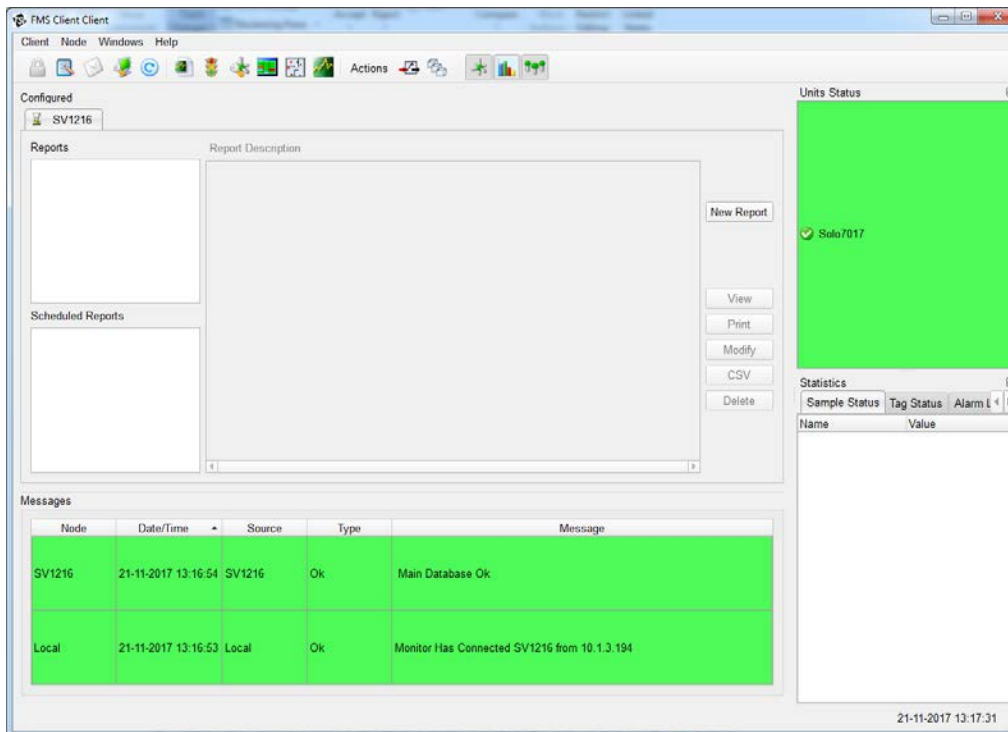 FMS Client Client
Client Node Windows Help
Actions
Configured
SV1216
Reports
Report Description
New Report
View
Print
Modify
CSV
Delete
Scheduled Reports
Units Status
Solo7017
Statistics
Sample Status Tag Status Alarm L
Name Value
Messages
Node Date/Time Source Type Message
SV1216 21-11-2017 13:16:54 SV1216 Ok Main Database Ok
Local 21-11-2017 13:16:53 Local Ok Monitor Has Connected SV1216 from 10.1.3.194
21-11-2017 13:17:31